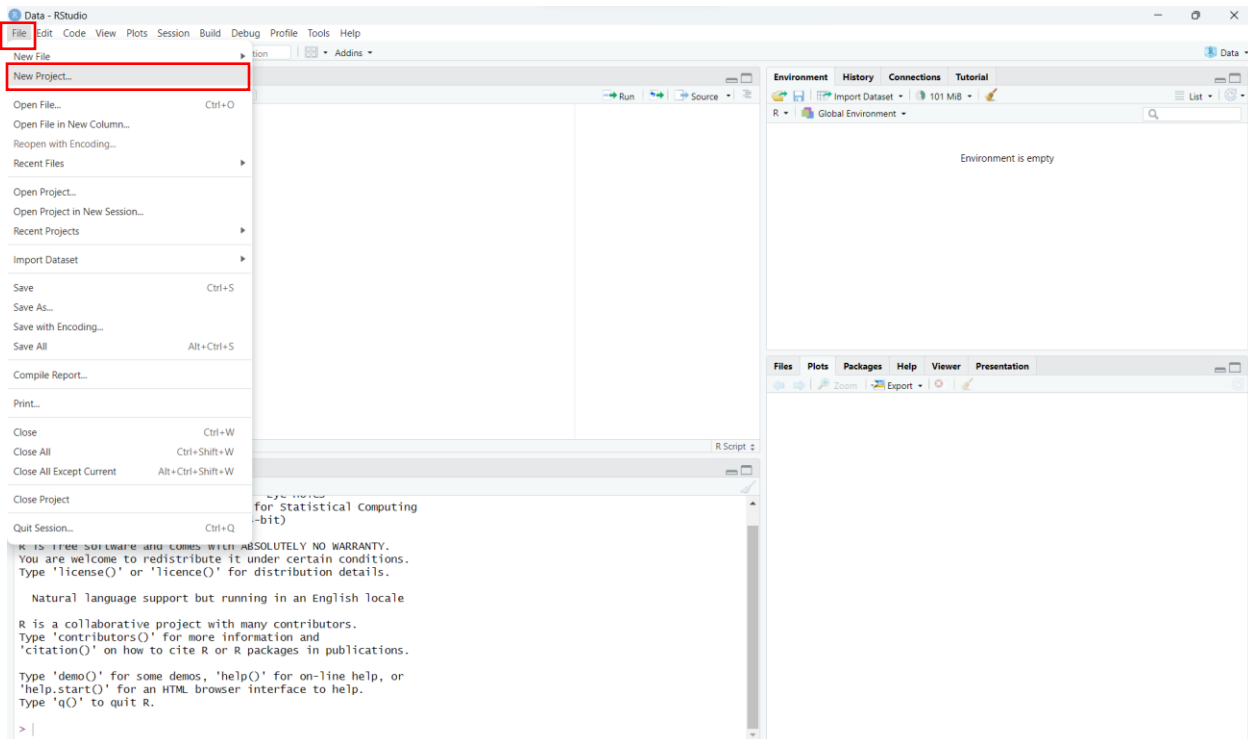 Data - RStudio
File Edit Code View Plots Session Build Debug Profile Tools Help
Addins
Data
New File
New Project...
Open File... Ctrl+O
Open File in New Column...
Reopen with Encoding...
Recent Files
Open Project...
Open Project in New Session...
Recent Projects
Import Dataset
Save Ctrl+S
Save As...
Save with Encoding...
Save All Alt+Ctrl+S
Compile Report...
Print...
Close Ctrl+W
Close All Ctrl+Shift+W
Close All Except Current Alt+Ctrl+Shift+W
Close Project
Quit Session... Ctrl+Q
Run Source
R Script
for Statistical Computing
-bit)
R is free software and comes with ABSOLUTELY NO WARRANTY.
You are welcome to redistribute it under certain conditions.
Type 'license()' or 'licence()' for distribution details.
Natural language support but running in an English locale
R is a collaborative project with many contributors.
Type 'contributors()' for more information and
'citation()' on how to cite R or R packages in publications.
Type 'demo()' for some demos, 'help()' for on-line help, or
'help.start()' for an HTML browser interface to help.
Type 'q()' to quit R.
>
Environment History Connections Tutorial
Import Dataset 101 MiB List
R Global Environment
Environment is empty
Files Plots Packages Help Viewer Presentation
Zoom Export